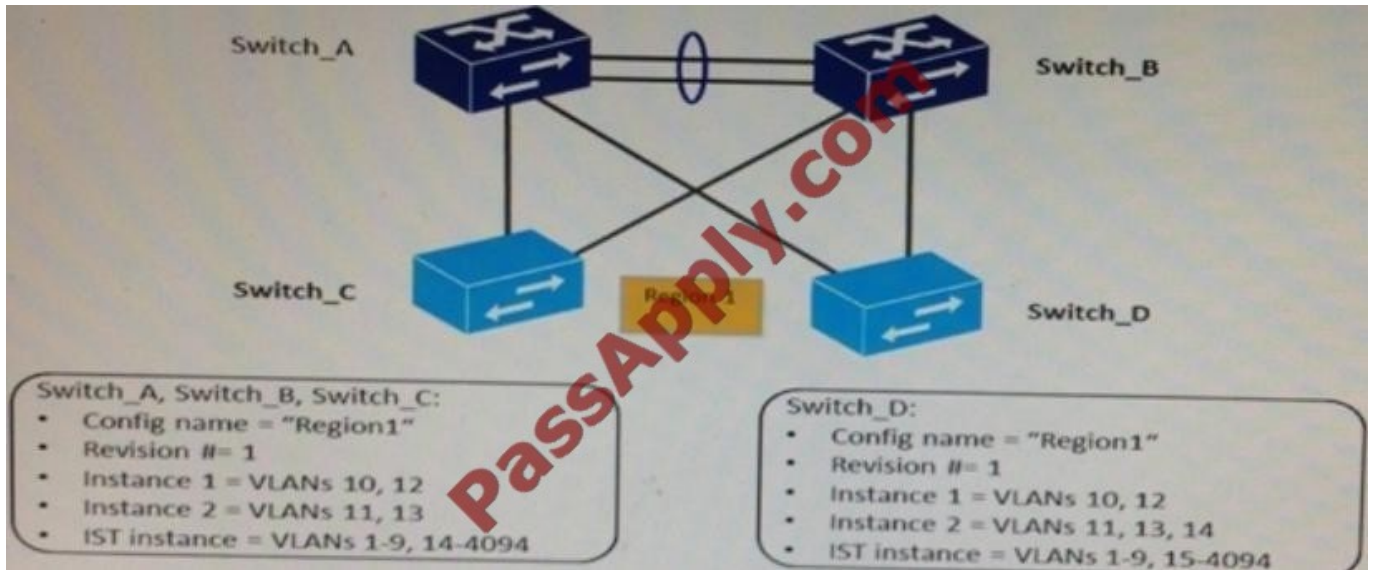 Switch_A
Switch_B
Switch_C
Region 1
Switch_D
PassApply.com
Switch_A, Switch_B, Switch_C:
• Config name = "Region1"
• Revision #= 1
• Instance 1 = VLANs 10, 12
• Instance 2 = VLANs 11, 13
• IST instance = VLANs 1-9, 14-4094
Switch_D:
• Config name = "Region1"
• Revision #= 1
• Instance 1 = VLANs 10, 12
• Instance 2 = VLANs 11, 13, 14
• IST instance = VLANs 1-9, 15-4094